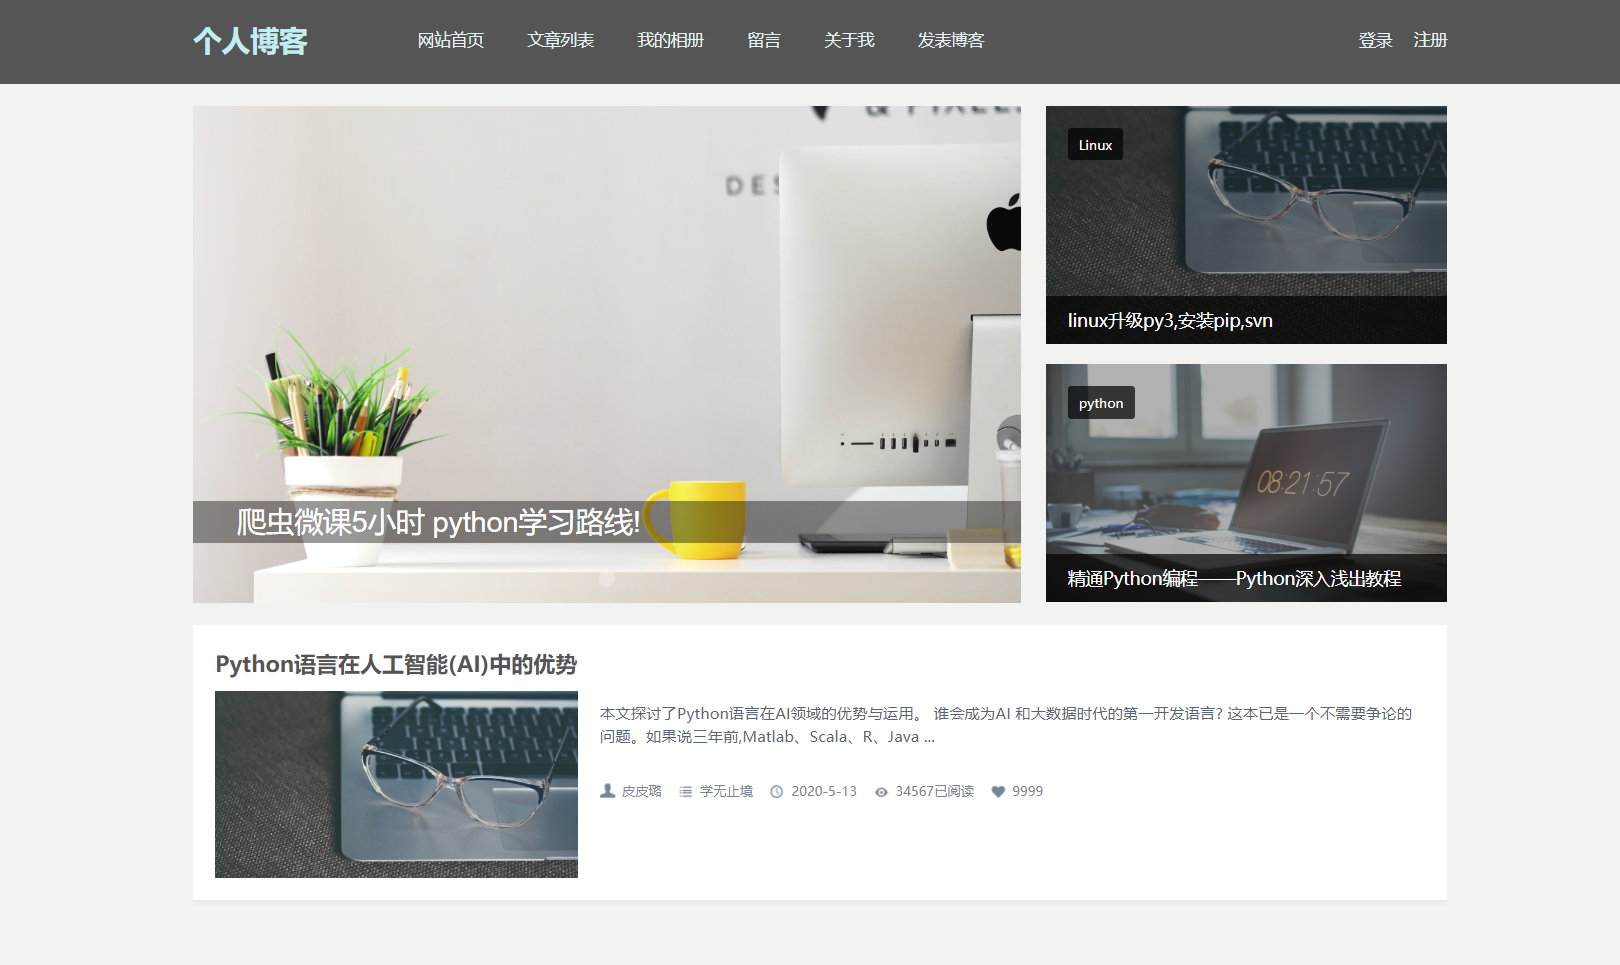 个人博客
网站首页 文章列表 我的相册 留言 关于我 发表博客
登录 注册
& PIXEL
DES
爬虫微课5小时 python学习路线!
Linux
linux升级py3,安装pip,svn
python
08:21:57
精通Python编程——Python深入浅出教程
Python语言在人工智能(AI)中的优势
本文探讨了Python语言在AI领域的优势与运用。 谁会成为AI 和大数据时代的第一开发语言? 这本已是一个不需要争论的
问题。如果说三年前,Matlab、Scala、R、Java ...
皮皮璐 学无止境 2020-5-13 34567已阅读 9999